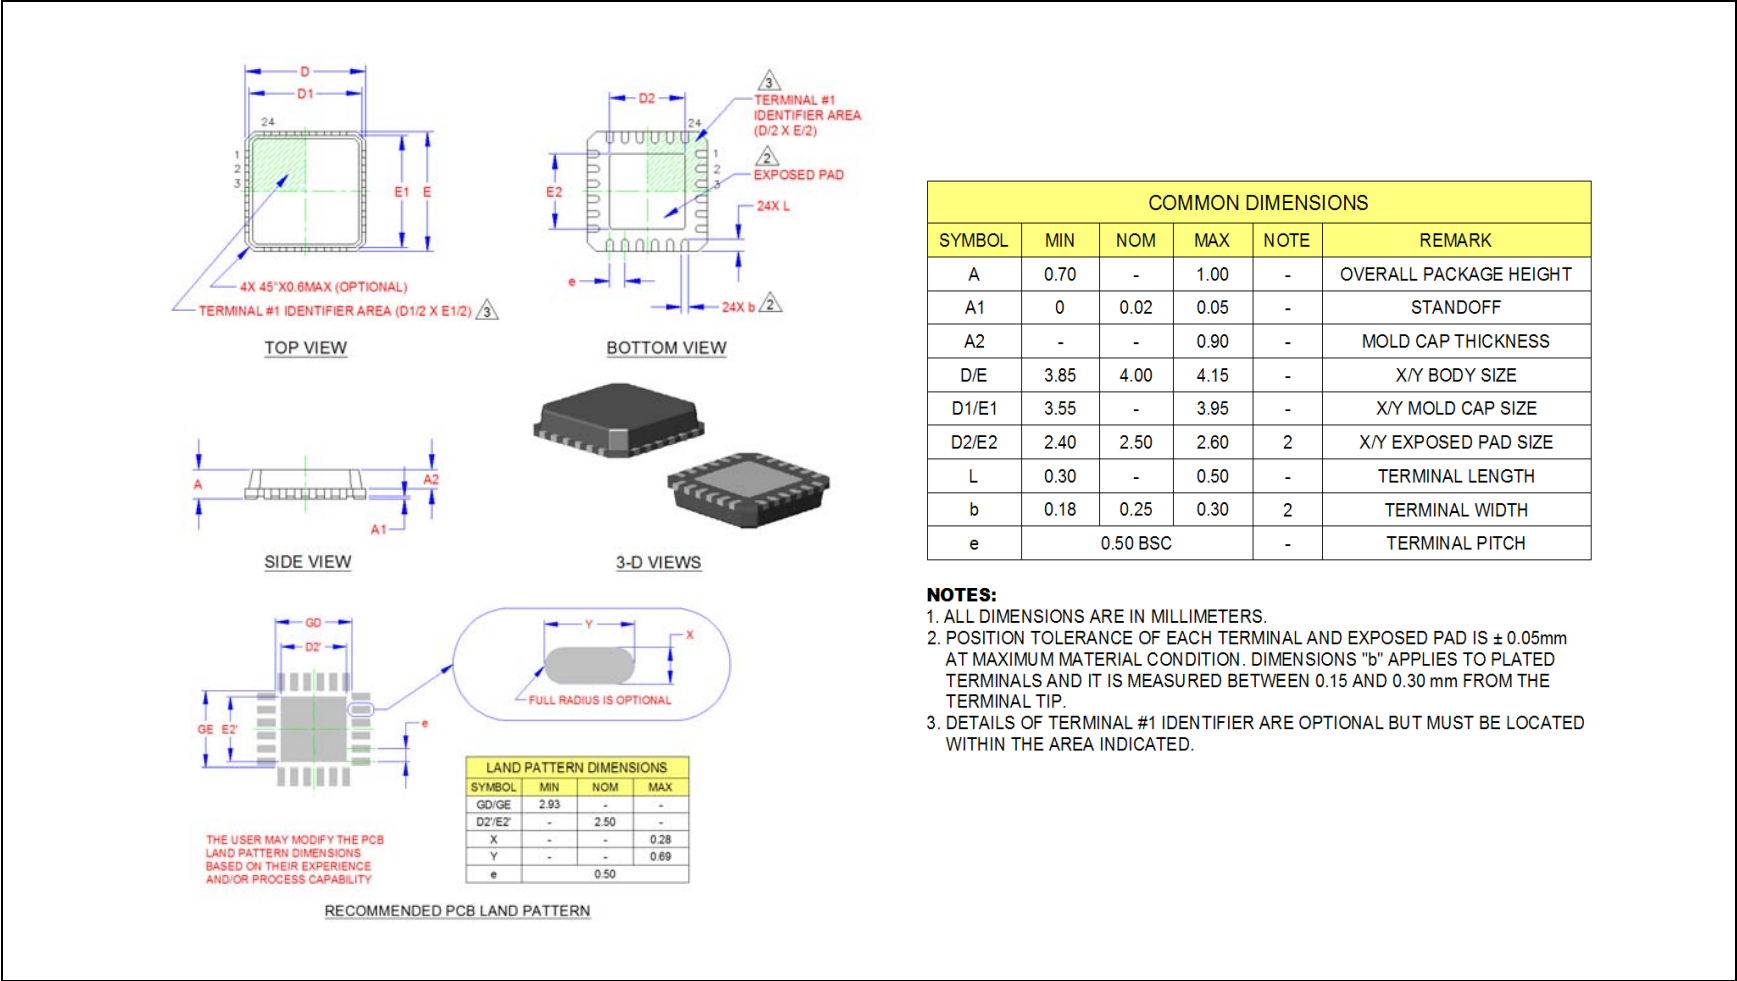 D
D1
24
1
2
3
E1
E
4X 45°X0.6MAX (OPTIONAL)
TERMINAL #1 IDENTIFIER AREA (D1/2 X E1/2) 3
TOP VIEW
D2
3
TERMINAL #1
IDENTIFIER AREA
(D/2 X E/2)
24
1
2
3
2
EXPOSED PAD
E2
24X L
e
24X b 2
BOTTOM VIEW
A
A2
A1
SIDE VIEW
3-D VIEWS
GD
D2'
GE
E2'
e
Y
X
FULL RADIUS IS OPTIONAL
LAND PATTERN DIMENSIONS
SYMBOL MIN NOM MAX
GD/GE 2.93 - -
D2'/E2' - 2.50 -
X - - 0.28
Y - - 0.69
e 0.50
THE USER MAY MODIFY THE PCB
LAND PATTERN DIMENSIONS
BASED ON THEIR EXPERIENCE
AND/OR PROCESS CAPABILITY
RECOMMENDED PCB LAND PATTERN
COMMON DIMENSIONS
SYMBOL MIN NOM MAX NOTE REMARK
A 0.70 - 1.00 - OVERALL PACKAGE HEIGHT
A1 0 0.02 0.05 - STANDOFF
A2 - - 0.90 - MOLD CAP THICKNESS
D/E 3.85 4.00 4.15 - X/Y BODY SIZE
D1/E1 3.55 - 3.95 - X/Y MOLD CAP SIZE
D2/E2 2.40 2.50 2.60 2 X/Y EXPOSED PAD SIZE
L 0.30 - 0.50 - TERMINAL LENGTH
b 0.18 0.25 0.30 2 TERMINAL WIDTH
e 0.50 BSC - TERMINAL PITCH
NOTES:
1. ALL DIMENSIONS ARE IN MILLIMETERS.
2. POSITION TOLERANCE OF EACH TERMINAL AND EXPOSED PAD IS ± 0.05mm
AT MAXIMUM MATERIAL CONDITION. DIMENSIONS "b" APPLIES TO PLATED
TERMINALS AND IT IS MEASURED BETWEEN 0.15 AND 0.30 mm FROM THE
TERMINAL TIP.
3. DETAILS OF TERMINAL #1 IDENTIFIER ARE OPTIONAL BUT MUST BE LOCATED
WITHIN THE AREA INDICATED.